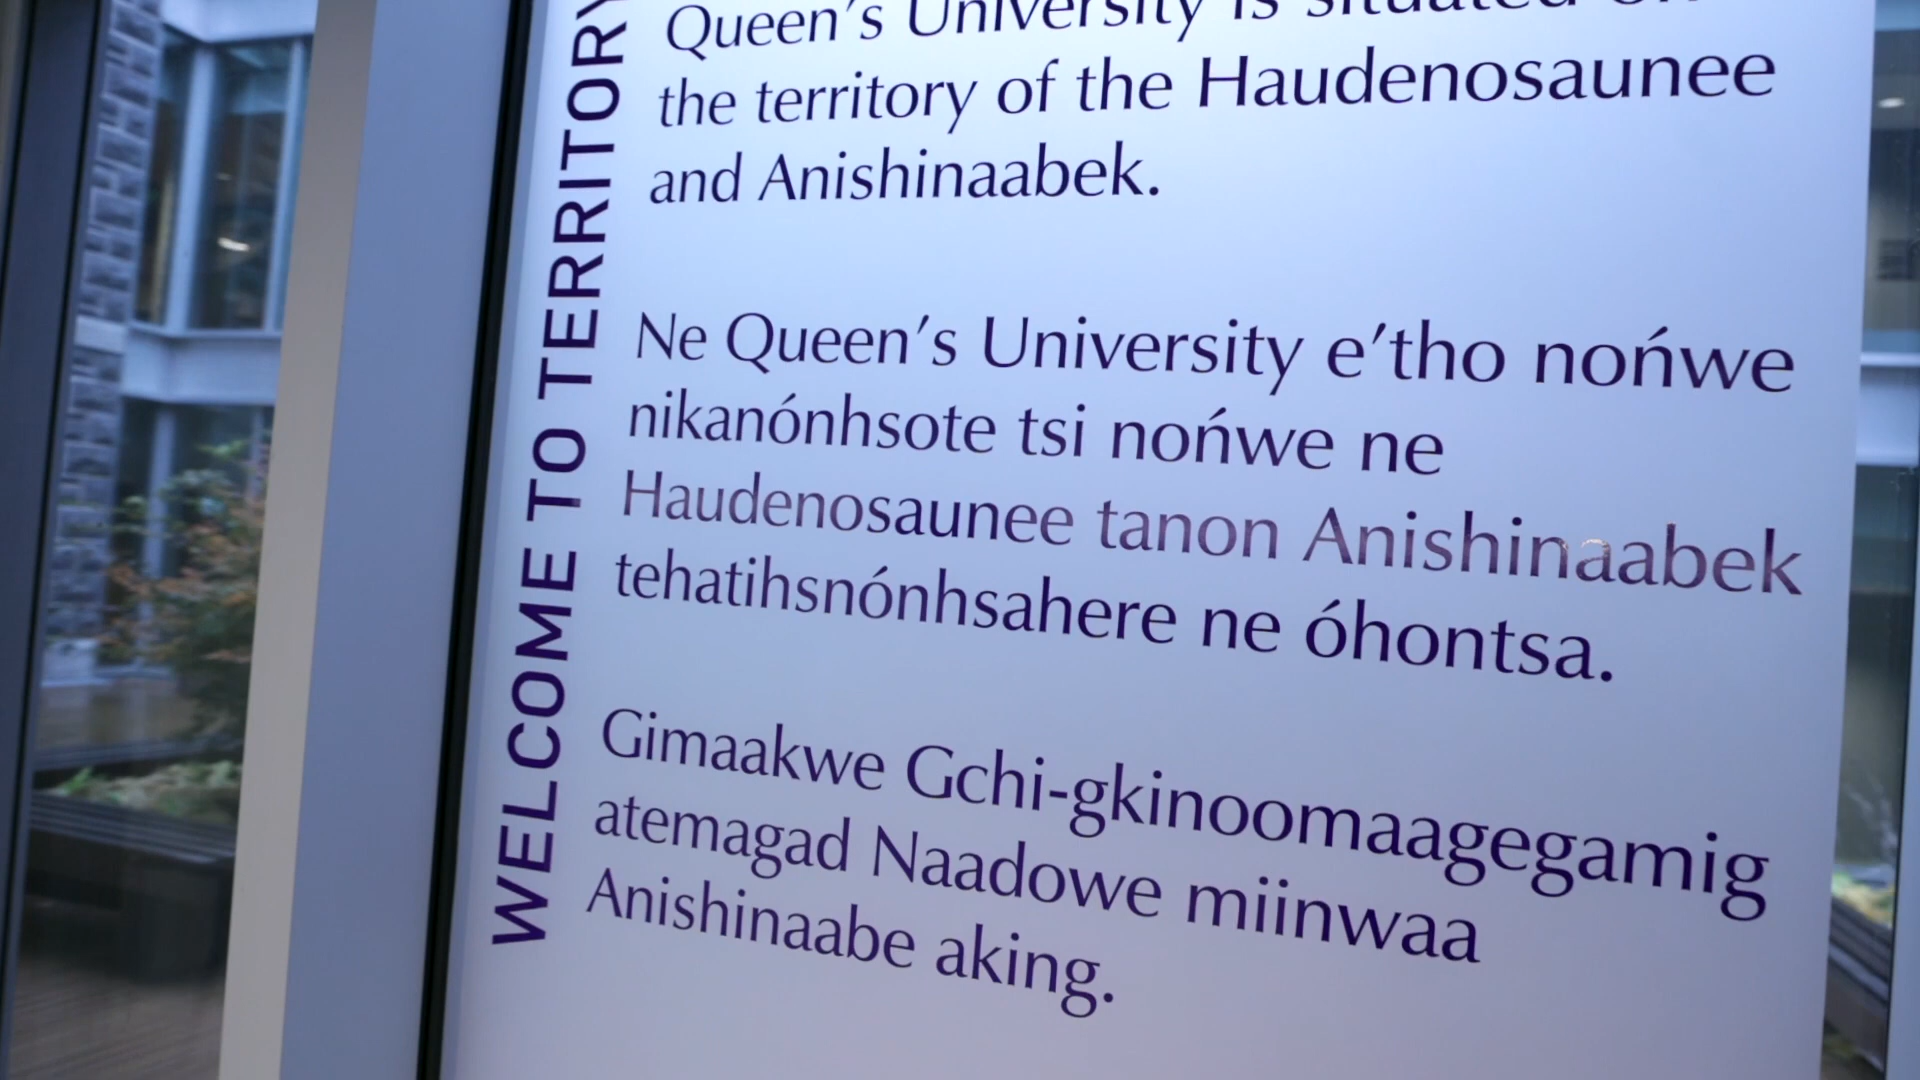 Queen's University is situated on
the territory of the Haudenosaunee
and Anishinaabek.
Ne Queen's University e'tho nońwe
nikanónhsote tsi nońwe ne
Haudenosaunee tanon Anishinaabek
tehatihsnónhsahere ne óhontsa.
Gimaakwe Gchi-gkinoomaagegamig
atemagad Naadowe miinwaa
Anishinaabe aking.
WELCOME TO TERRITORY